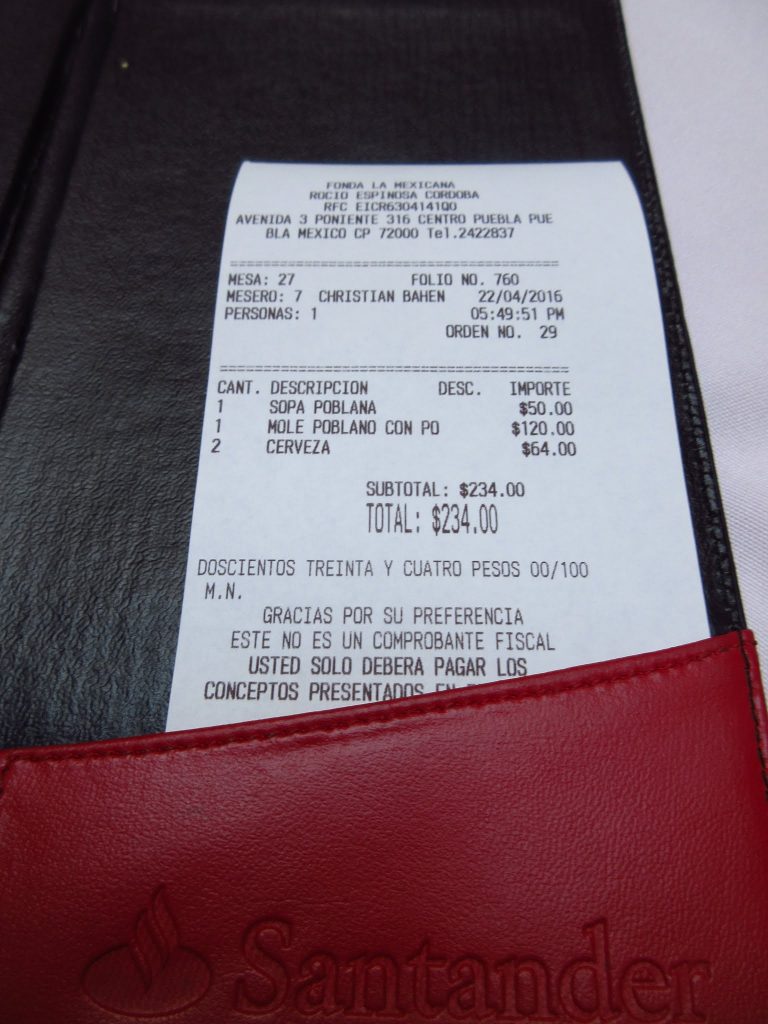 FONDA LA MEXICANA
ROCIO ESPINOSA CORDOBA
RFC EICR6304141Q0
AVENIDA 3 PONIENTE 316 CENTRO PUEBLA PUE
BLA MEXICO CP 72000 Tel.2422837
MESA: 27 FOLIO NO. 760
MESERO: 7 CHRISTIAN BAHEN 22/04/2016
PERSONAS: 1 05:49:51 PM
ORDEN NO. 29
CANT. DESCRIPCION DESC. IMPORTE
1 SOPA POBLANA $50.00
1 MOLE POBLANO CON PO $120.00
2 CERVEZA $64.00
SUBTOTAL: $234.00
TOTAL: $234.00
DOSCIENTOS TREINTA Y CUATRO PESOS 00/100
M.N.
GRACIAS POR SU PREFERENCIA
ESTE NO ES UN COMPROBANTE FISCAL
USTED SOLO DEBERA PAGAR LOS
CONCEPTOS PRESENTADOS EN
Santander